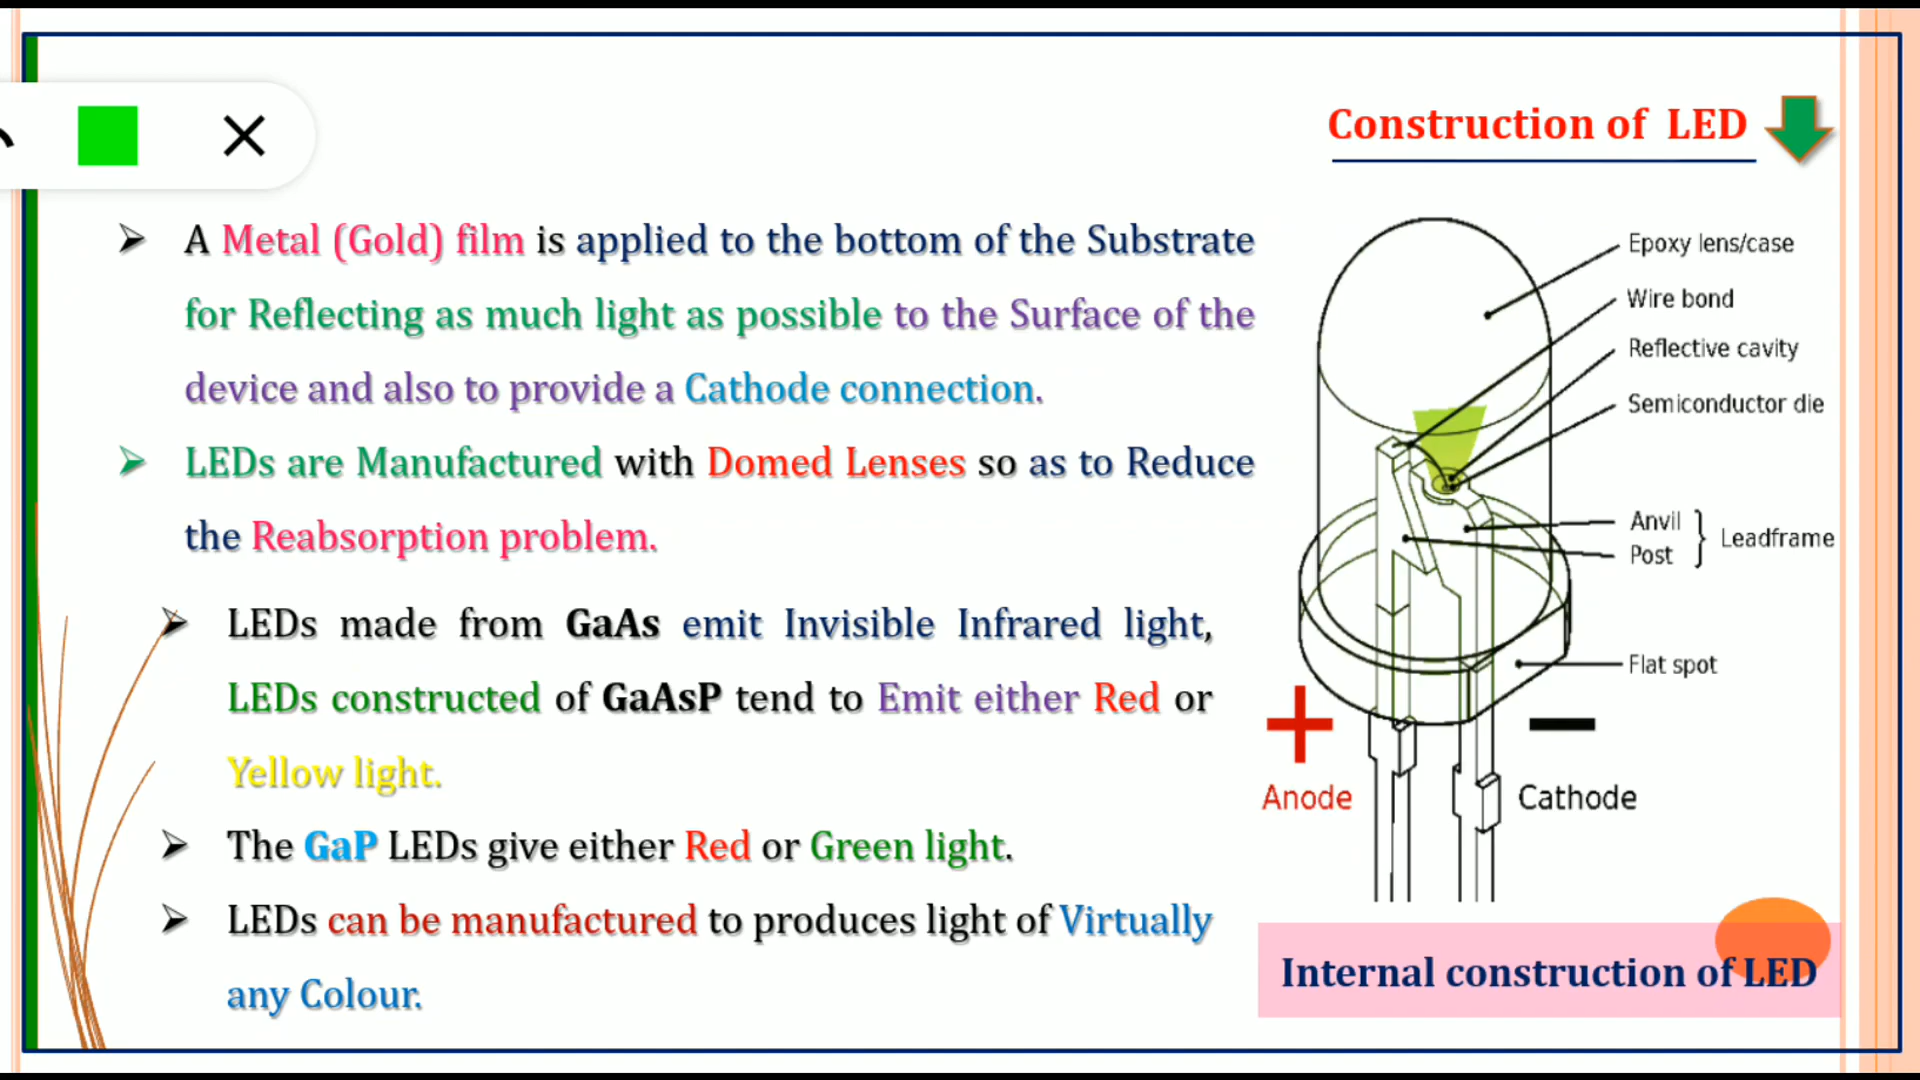 Construction of LED
A Metal (Gold) film is applied to the bottom of the Substrate
for Reflecting as much light as possible to the Surface of the
device and also to provide a Cathode connection.
LEDs are Manufactured with Domed Lenses so as to Reduce
the Reabsorption problem.
LEDs made from GaAs emit Invisible Infrared light,
LEDs constructed of GaAsP tend to Emit either Red or
Yellow light.
The GaP LEDs give either Red or Green light.
LEDs can be manufactured to produces light of Virtually
any Colour.
Epoxy lens/case
Wire bond
Reflective cavity
Semiconductor die
Anvil
Post
Leadframe
Flat spot
Anode
Cathode
Internal construction of LED